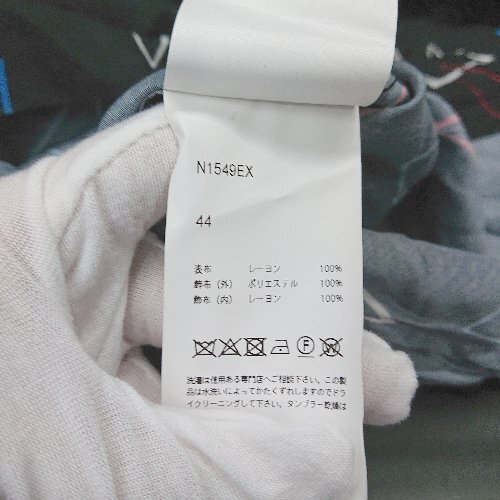 N1549EX
44
表布 レーヨン 100%
飾布（外） ポリエステル 100%
飾布（内） レーヨン 100%
洗濯は信用ある専門店へご相談下さい。この製
品は水洗いによってかたくずれしますのでドラ
イクリーニングして下さい。タンブラー乾燥は